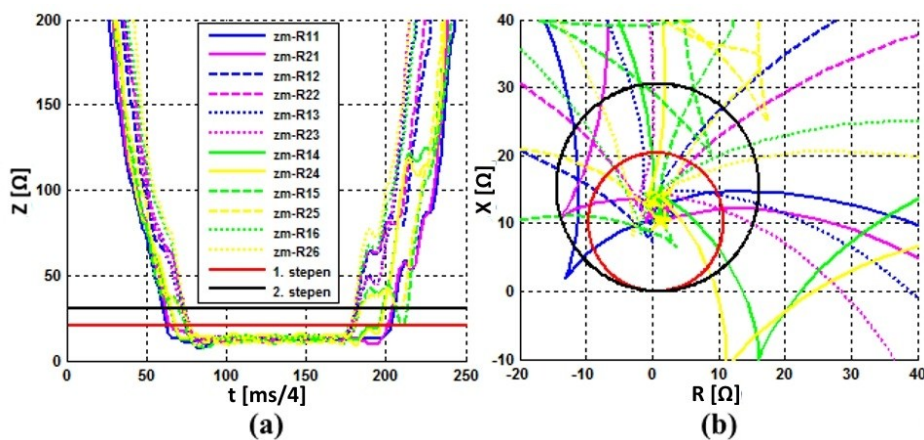 200
150
100
50
0
Z [Ω]
0 50 100 150 200 250
t [ms/4]
(a)
zm-R11
zm-R21
zm-R12
zm-R22
zm-R13
zm-R23
zm-R14
zm-R24
zm-R15
zm-R25
zm-R16
zm-R26
1. stepen
2. stepen
40
30
20
10
0
-10
X [Ω]
-20 -10 0 10 20 30 40
R [Ω]
(b)